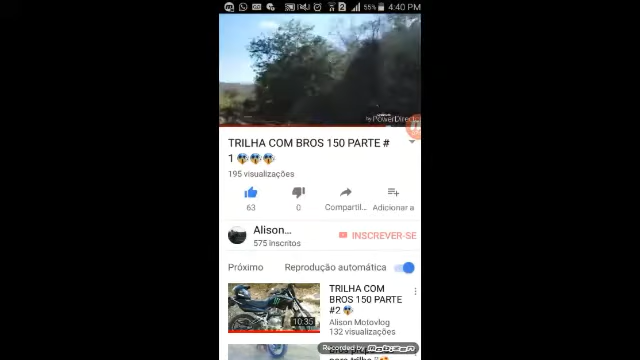 55% 4:40 PM
PowerDirect
TRILHA COM BROS 150 PARTE #
1
195 visualizações
63
0
Compartil...
Adicionar a
Alison...
575 inscritos
INSCREVER-SE
Próximo
Reprodução automática
TRILHA COM
BROS 150 PARTE
#2
Alison Motovlog
132 visualizações
10:35
Recorded by Mobizen